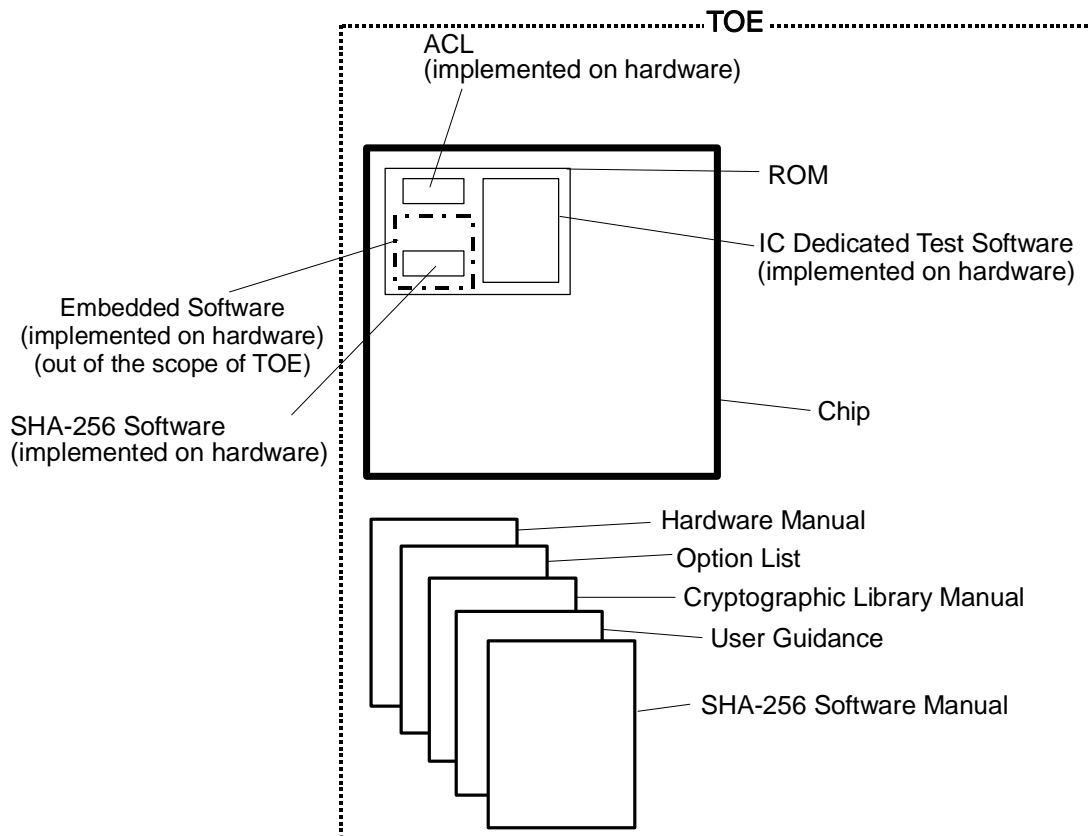 TOE
ACL
(implemented on hardware)
ROM
IC Dedicated Test Software
(implemented on hardware)
Embedded Software
(implemented on hardware)
(out of the scope of TOE)
SHA-256 Software
(implemented on hardware)
Chip
Hardware Manual
Option List
Cryptographic Library Manual
User Guidance
SHA-256 Software Manual